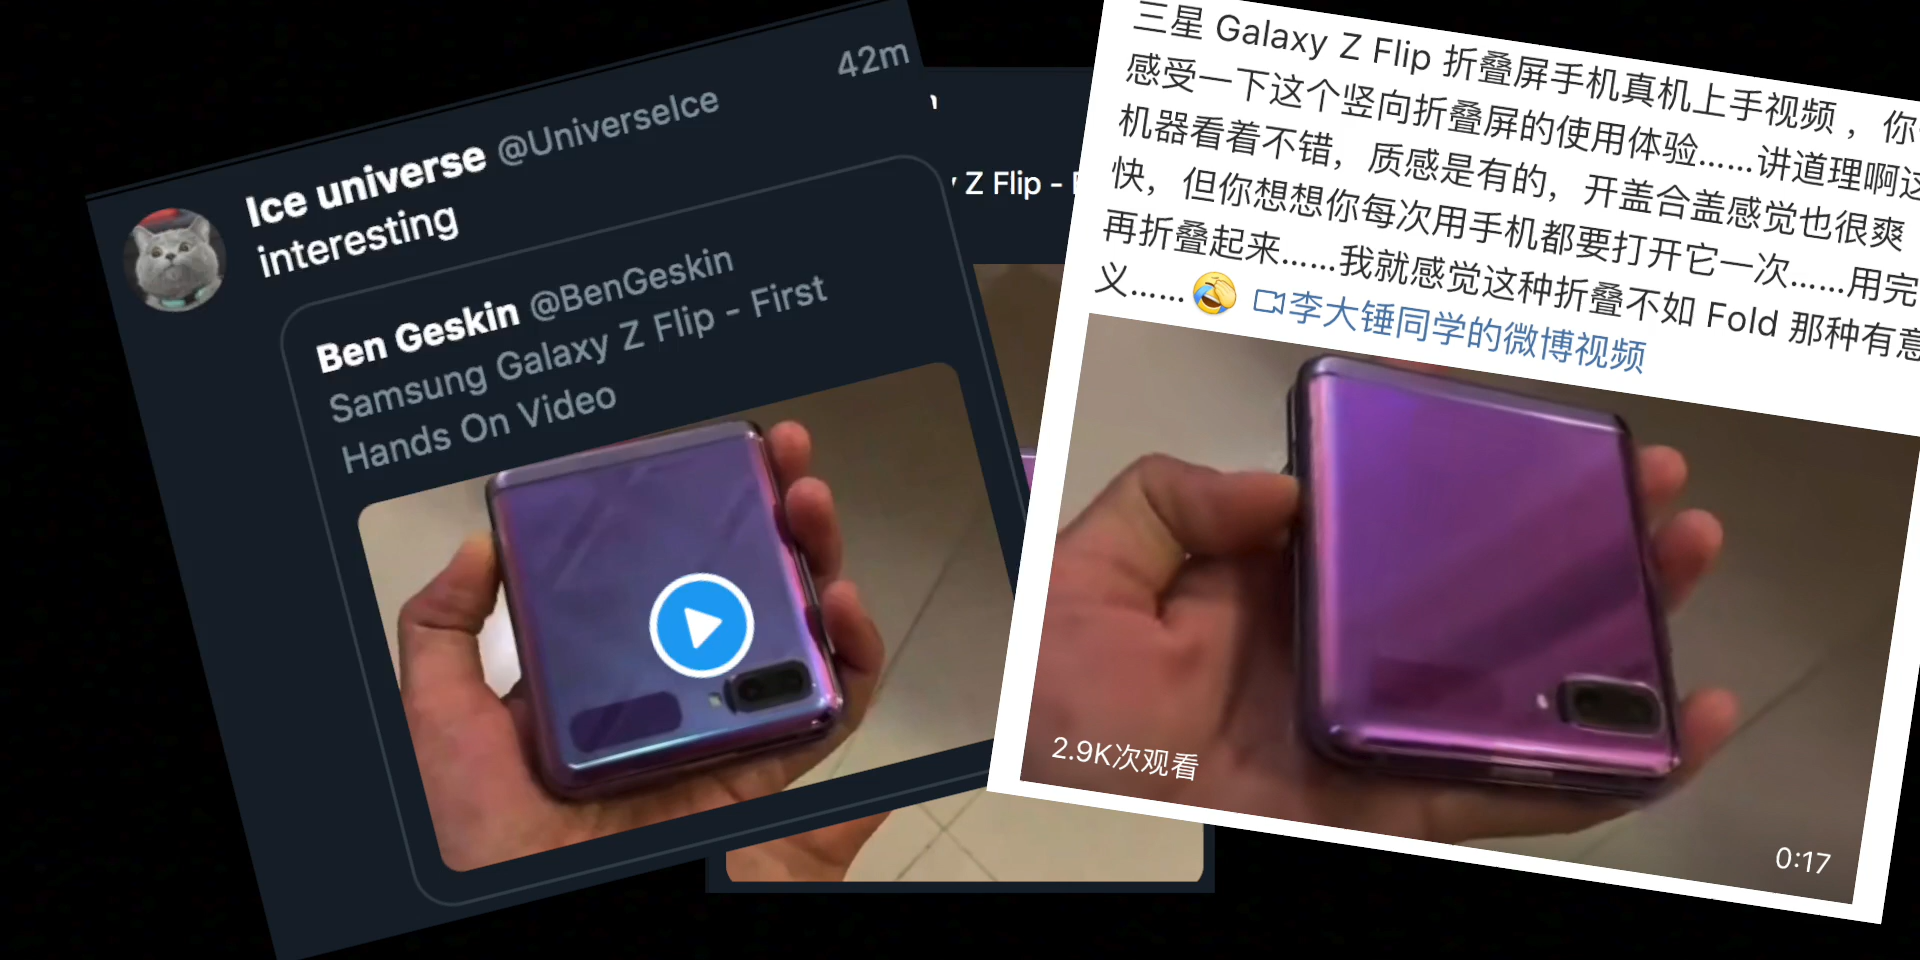 42m
Ice universe @UniverseIce
interesting
Ben Geskin @BenGeskin
Samsung Galaxy Z Flip - First
Hands On Video
Z Flip -
三星 Galaxy Z Flip 折叠屏手机真机上手视频，你
感受一下这个竖向折叠屏的使用体验……讲道理啊这
机器看着不错，质感是有的，开盖合盖感觉也很爽
快，但你想想你每次用手机都要打开它一次……用完
再折叠起来……我就感觉这种折叠不如 Fold 那种有意
义……🤣 李大锤同学的微博视频
2.9K次观看
0:17